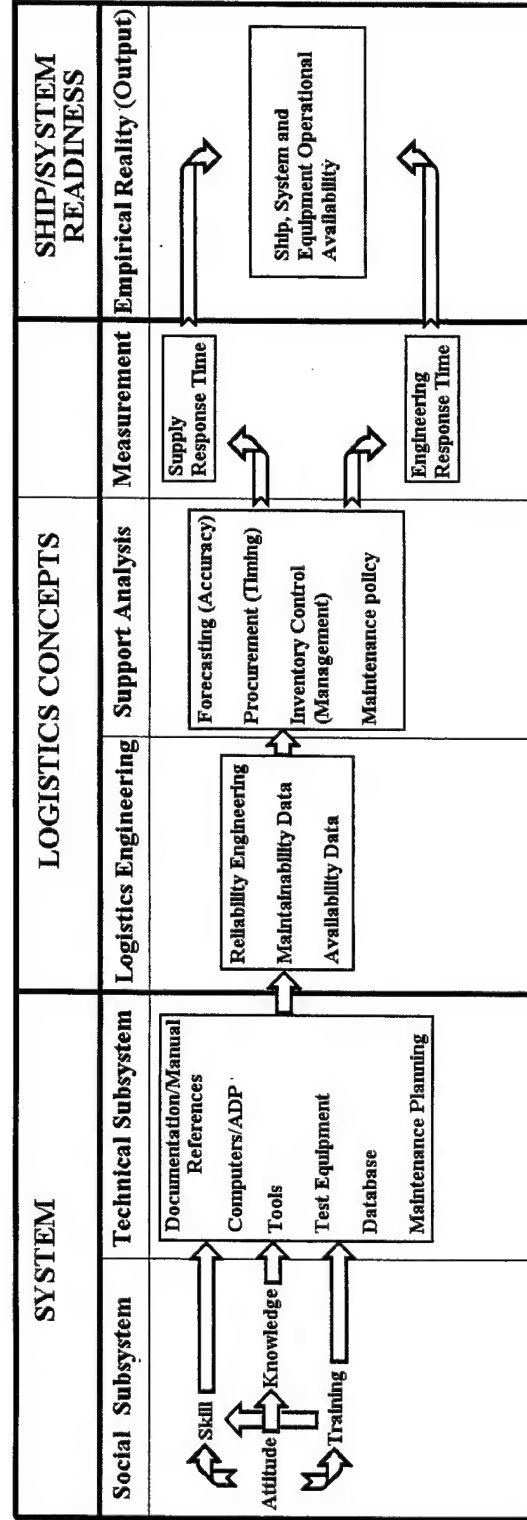 SYSTEM
LOGISTICS CONCEPTS
SHIP/SYSTEM
READINESS
Social Subsystem
Technical Subsystem
Logistics Engineering
Support Analysis
Measurement
Empirical Reality (Output)
Attitude
Skill
Knowledge
Training
Documentation/Manual
References
Computers/ADP
Tools
Test Equipment
Database
Maintenance Planning
Reliability Engineering
Maintainability Data
Availability Data
Forecasting (Accuracy)
Procurement (Timing)
Inventory Control
(Management)
Maintenance policy
Supply
Response Time
Engineering
Response Time
Ship, System and
Equipment Operational
Availability